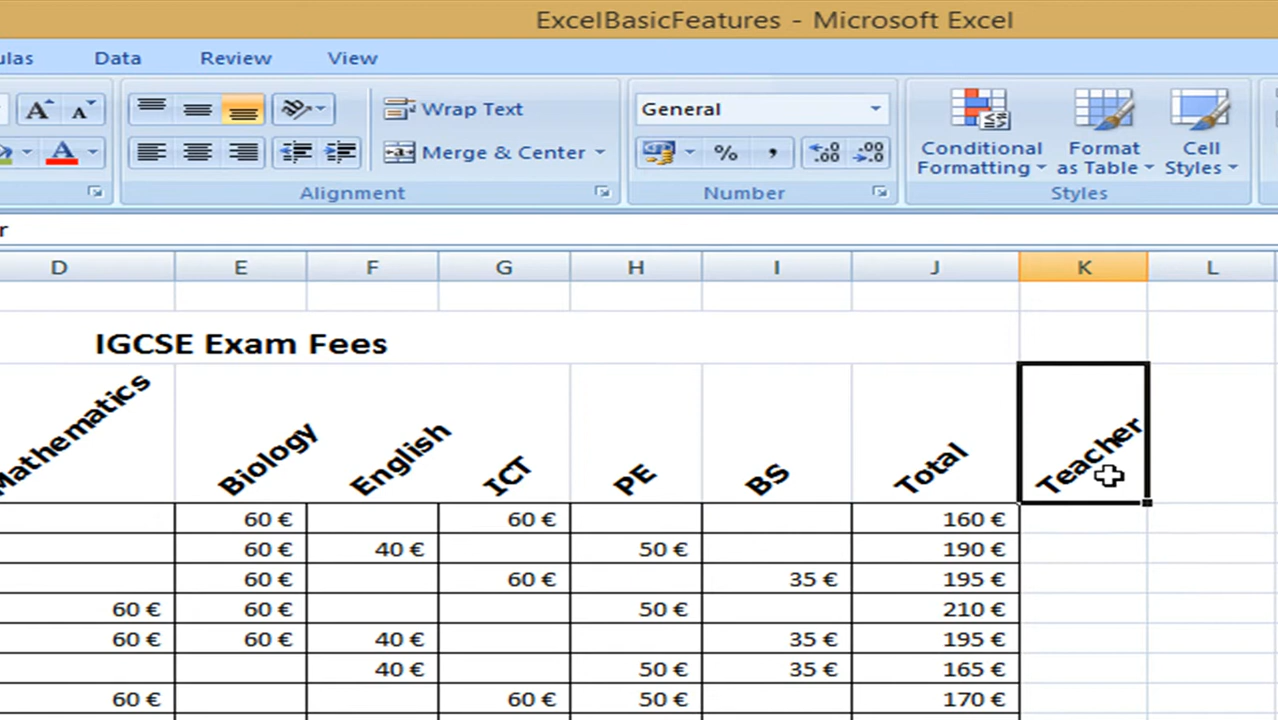 ExcelBasicFeatures - Microsoft Excel
ulas Data Review View
A A Wrap Text General
A Merge & Center % , .00 .00
Conditional Formatting Format as Table Cell Styles
Alignment Number Styles
r
D E F G H I J K L
IGCSE Exam Fees
Mathematics Biology English ICT PE BS Total Teacher
60 € 60 € 160 €
60 € 40 € 50 € 190 €
60 € 60 € 35 € 195 €
60 € 60 € 50 € 210 €
60 € 60 € 40 € 35 € 195 €
40 € 50 € 35 € 165 €
60 € 60 € 50 € 170 €